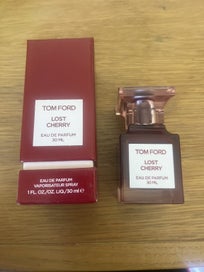 TOM FORD
LOST
CHERRY
EAU DE PARFUM
30 ML
EAU DE PARFUM
VAPORISATEUR SPRAY
1 FL. OZ./OZ. LIQ./30 ml ℮
TOM FORD
LOST
CHERRY
EAU DE PARFUM
30 ML